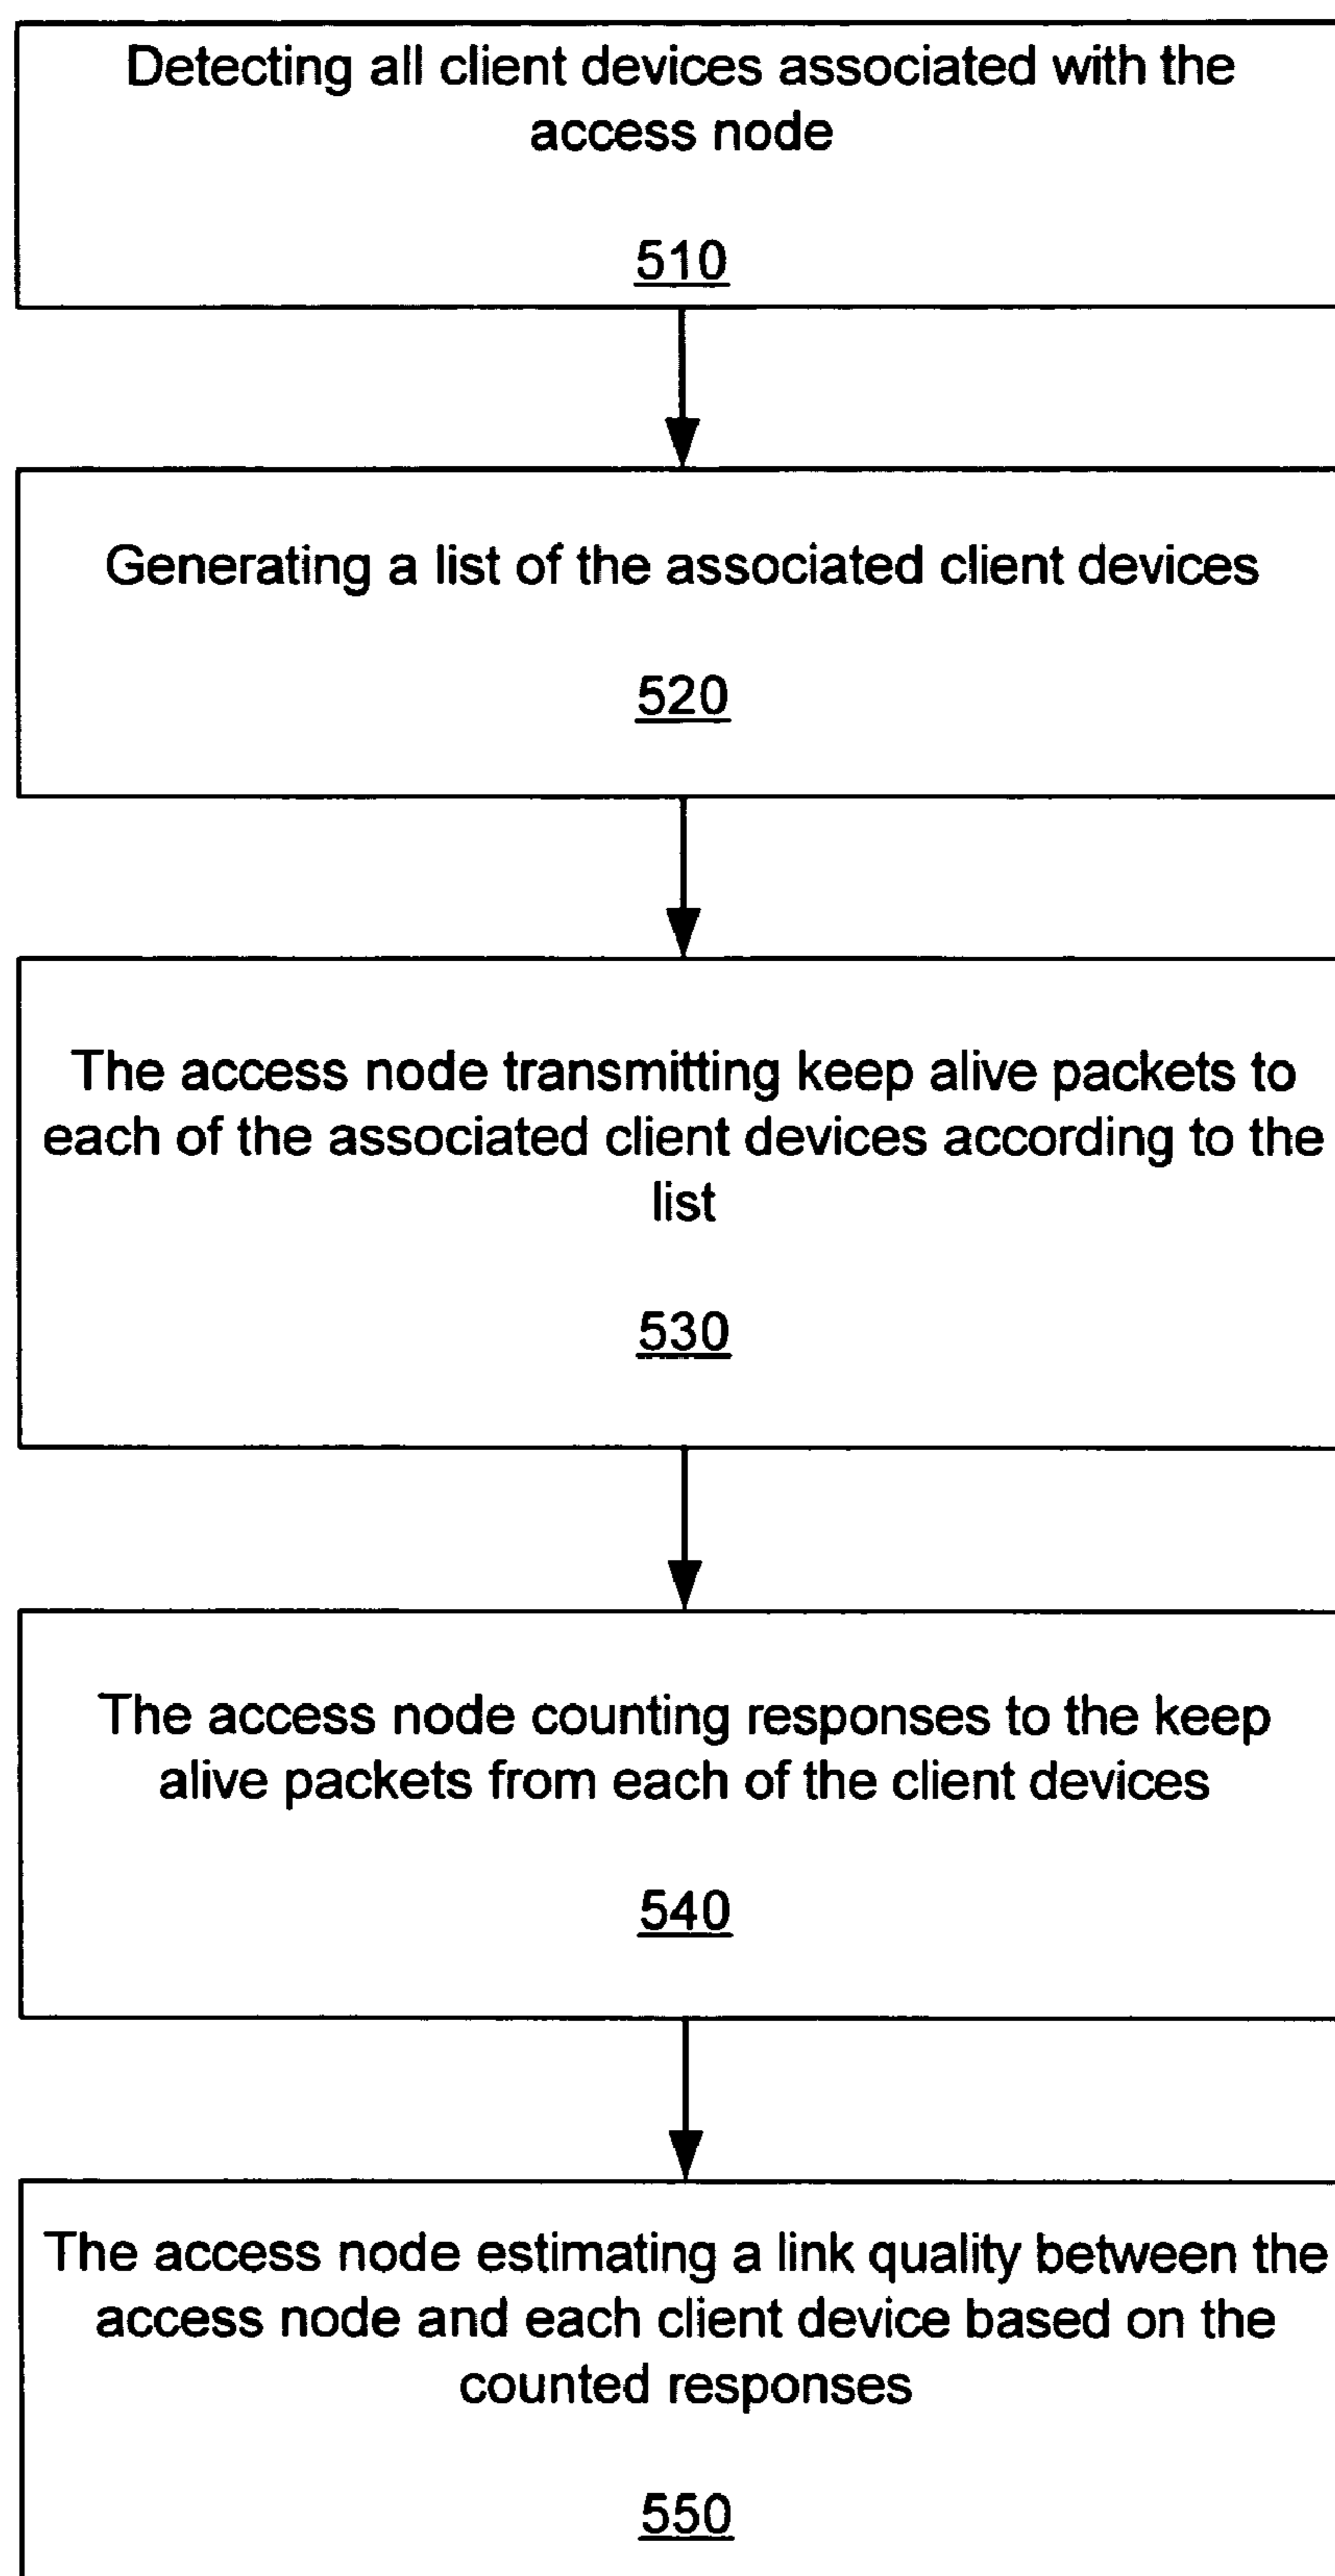 Detecting all client devices associated with the
access node
510
Generating a list of the associated client devices
520
The access node transmitting keep alive packets to
each of the associated client devices according to the
list
530
The access node counting responses to the keep
alive packets from each of the client devices
540
The access node estimating a link quality between the
access node and each client device based on the
counted responses
550